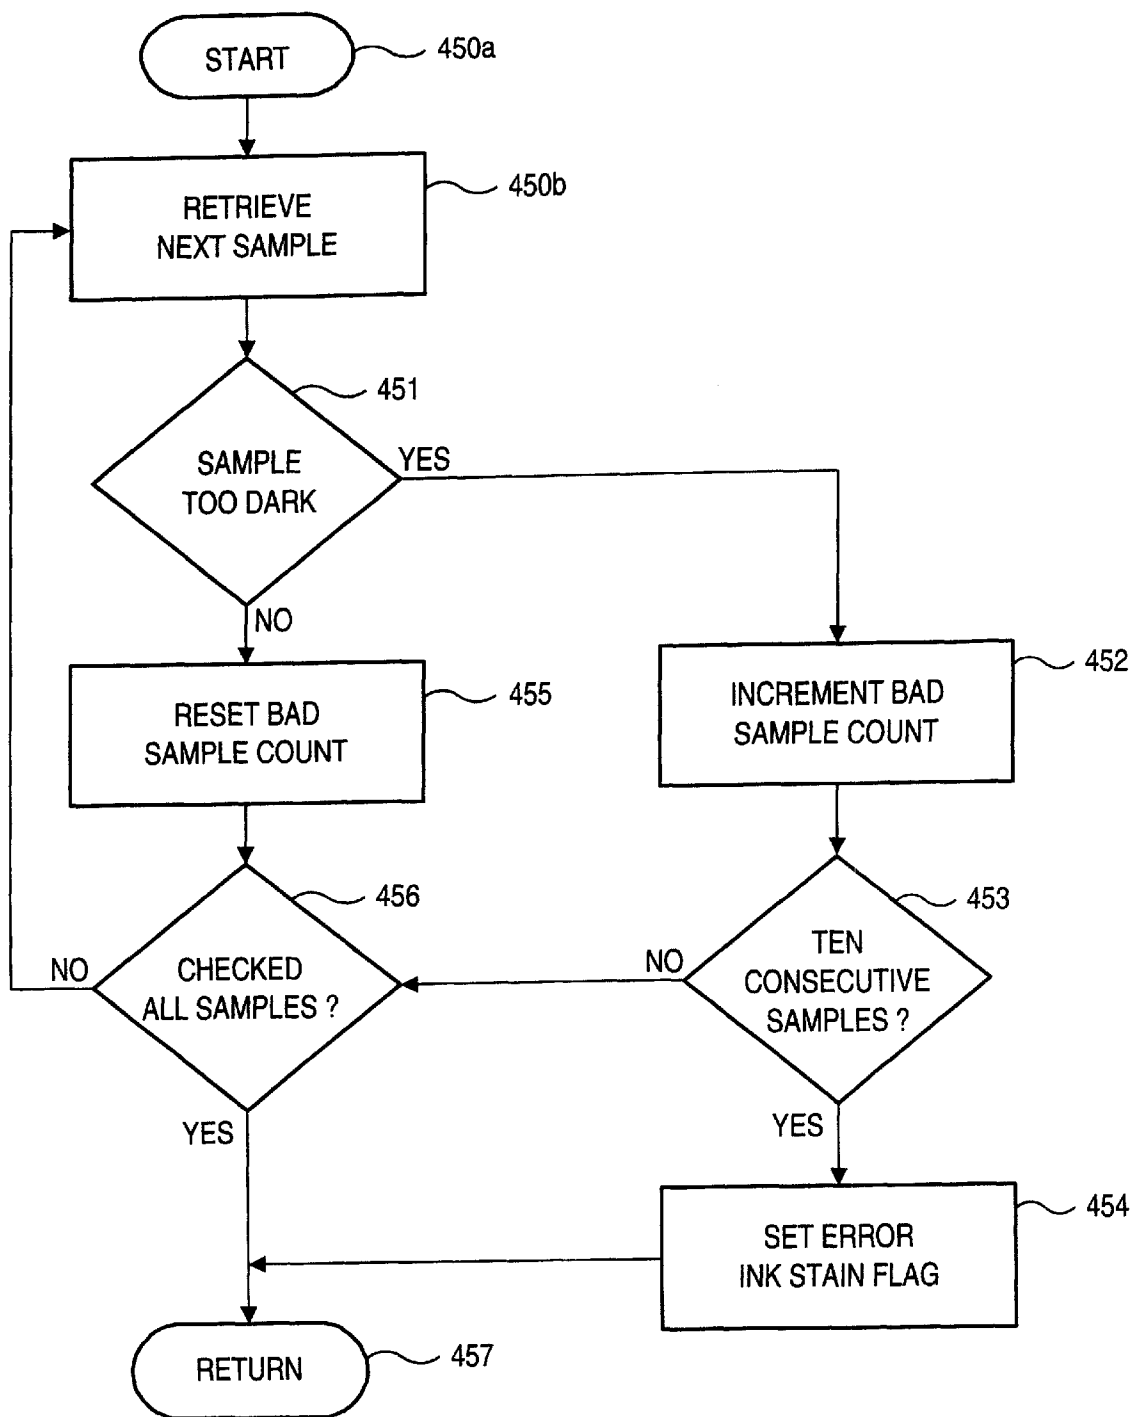 START
450a
RETRIEVE
NEXT SAMPLE
450b
451
SAMPLE
TOO DARK
YES
NO
RESET BAD
SAMPLE COUNT
455
INCREMENT BAD
SAMPLE COUNT
452
456
CHECKED
ALL SAMPLES ?
NO
YES
453
TEN
CONSECUTIVE
SAMPLES ?
NO
YES
SET ERROR
INK STAIN FLAG
454
RETURN
457